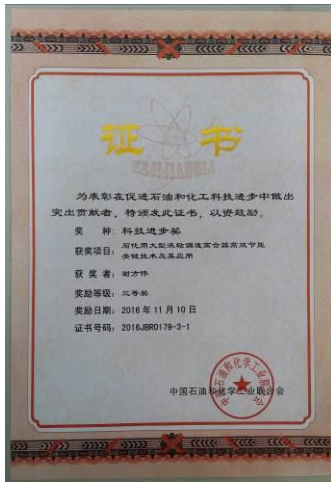 证 书
为表彰在促进石油和化工科技进步中做出
突出贡献者，特颁发此证书，以资鼓励。
奖 种：科技进步奖
获奖项目：石化用大型液粘调速离合器高效节能
关键技术及其应用
获 奖 者：谢方伟
奖励等级：三等奖
奖励日期：2016年11月10日
证书号码：2016JBR0179-3-1
中国石油和化学工业联合会